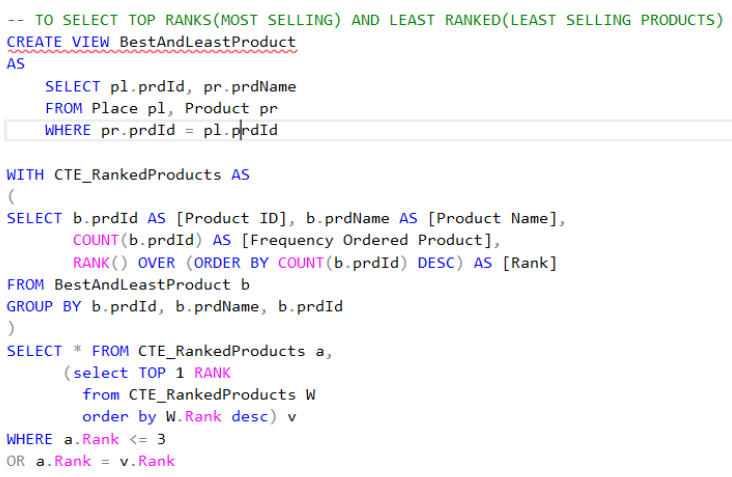 -- TO SELECT TOP RANKS(MOST SELLING) AND LEAST RANKED(LEAST SELLING PRODUCTS)
CREATE VIEW BestAndLeastProduct
AS
    SELECT pl.prdId, pr.prdName
    FROM Place pl, Product pr
    WHERE pr.prdId = pl.prdId

WITH CTE_RankedProducts AS
(
SELECT b.prdId AS [Product ID], b.prdName AS [Product Name],
       COUNT(b.prdId) AS [Frequency Ordered Product],
       RANK() OVER (ORDER BY COUNT(b.prdId) DESC) AS [Rank]
FROM BestAndLeastProduct b
GROUP BY b.prdId, b.prdName, b.prdId
)
SELECT * FROM CTE_RankedProducts a,
      (select TOP 1 RANK
        from CTE_RankedProducts W
        order by W.Rank desc) v
WHERE a.Rank <= 3
OR a.Rank = v.Rank